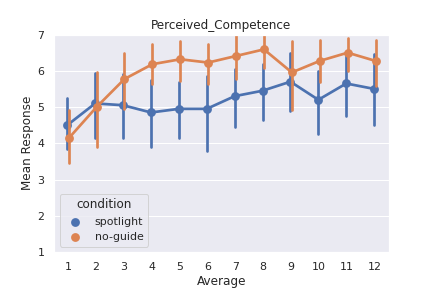 Perceived_Competence
Mean Response
7
6
5
4
3
2
1
condition
spotlight
no-guide
1 2 3 4 5 6 7 8 9 10 11 12
Average